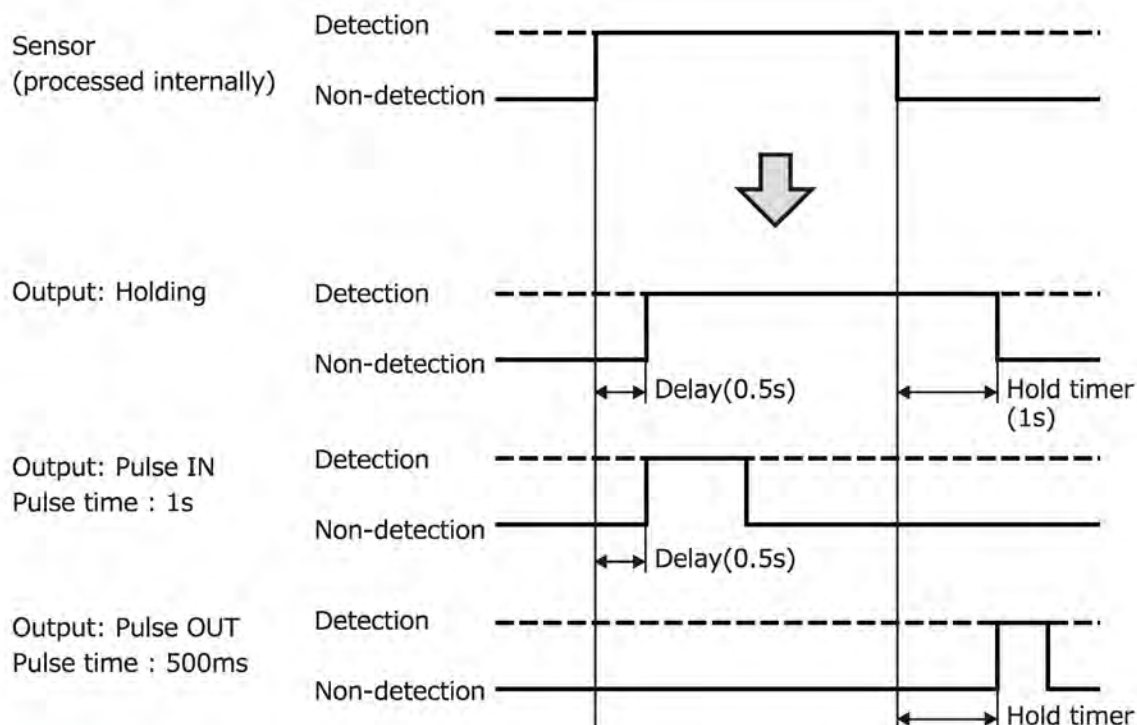 Sensor
(processed internally)
Detection
Non-detection
Output: Holding
Detection
Non-detection
Delay(0.5s)
Hold timer
(1s)
Output: Pulse IN
Pulse time : 1s
Detection
Non-detection
Delay(0.5s)
Output: Pulse OUT
Pulse time : 500ms
Detection
Non-detection
Hold timer